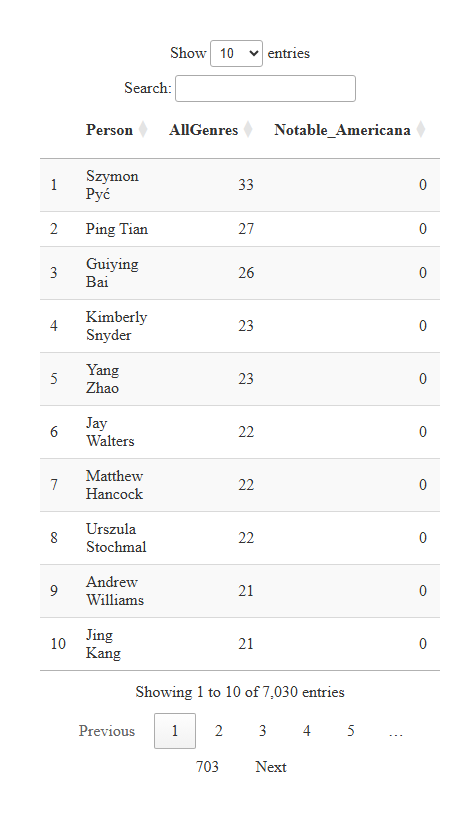 Show 10 entries
Search:
Person AllGenres Notable_Americana
1 Szymon Pyć 33 0
2 Ping Tian 27 0
3 Guiying Bai 26 0
4 Kimberly Snyder 23 0
5 Yang Zhao 23 0
6 Jay Walters 22 0
7 Matthew Hancock 22 0
8 Urszula Stochmal 22 0
9 Andrew Williams 21 0
10 Jing Kang 21 0
Showing 1 to 10 of 7,030 entries
Previous 1 2 3 4 5 …
703 Next